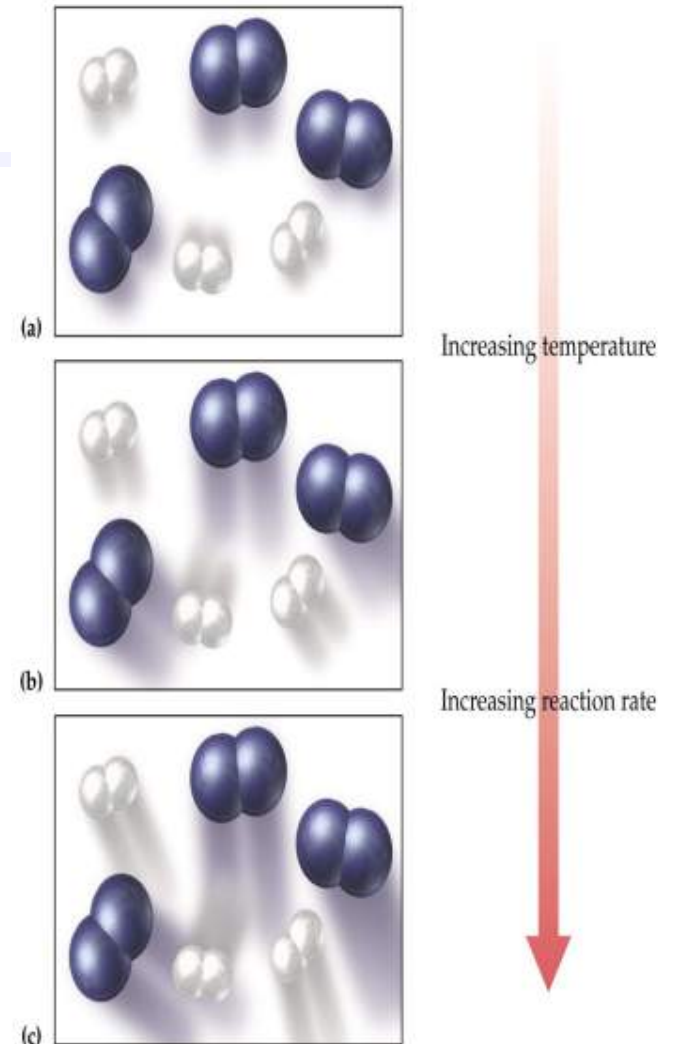 (a)
Increasing temperature
(b)
Increasing reaction rate
(c)